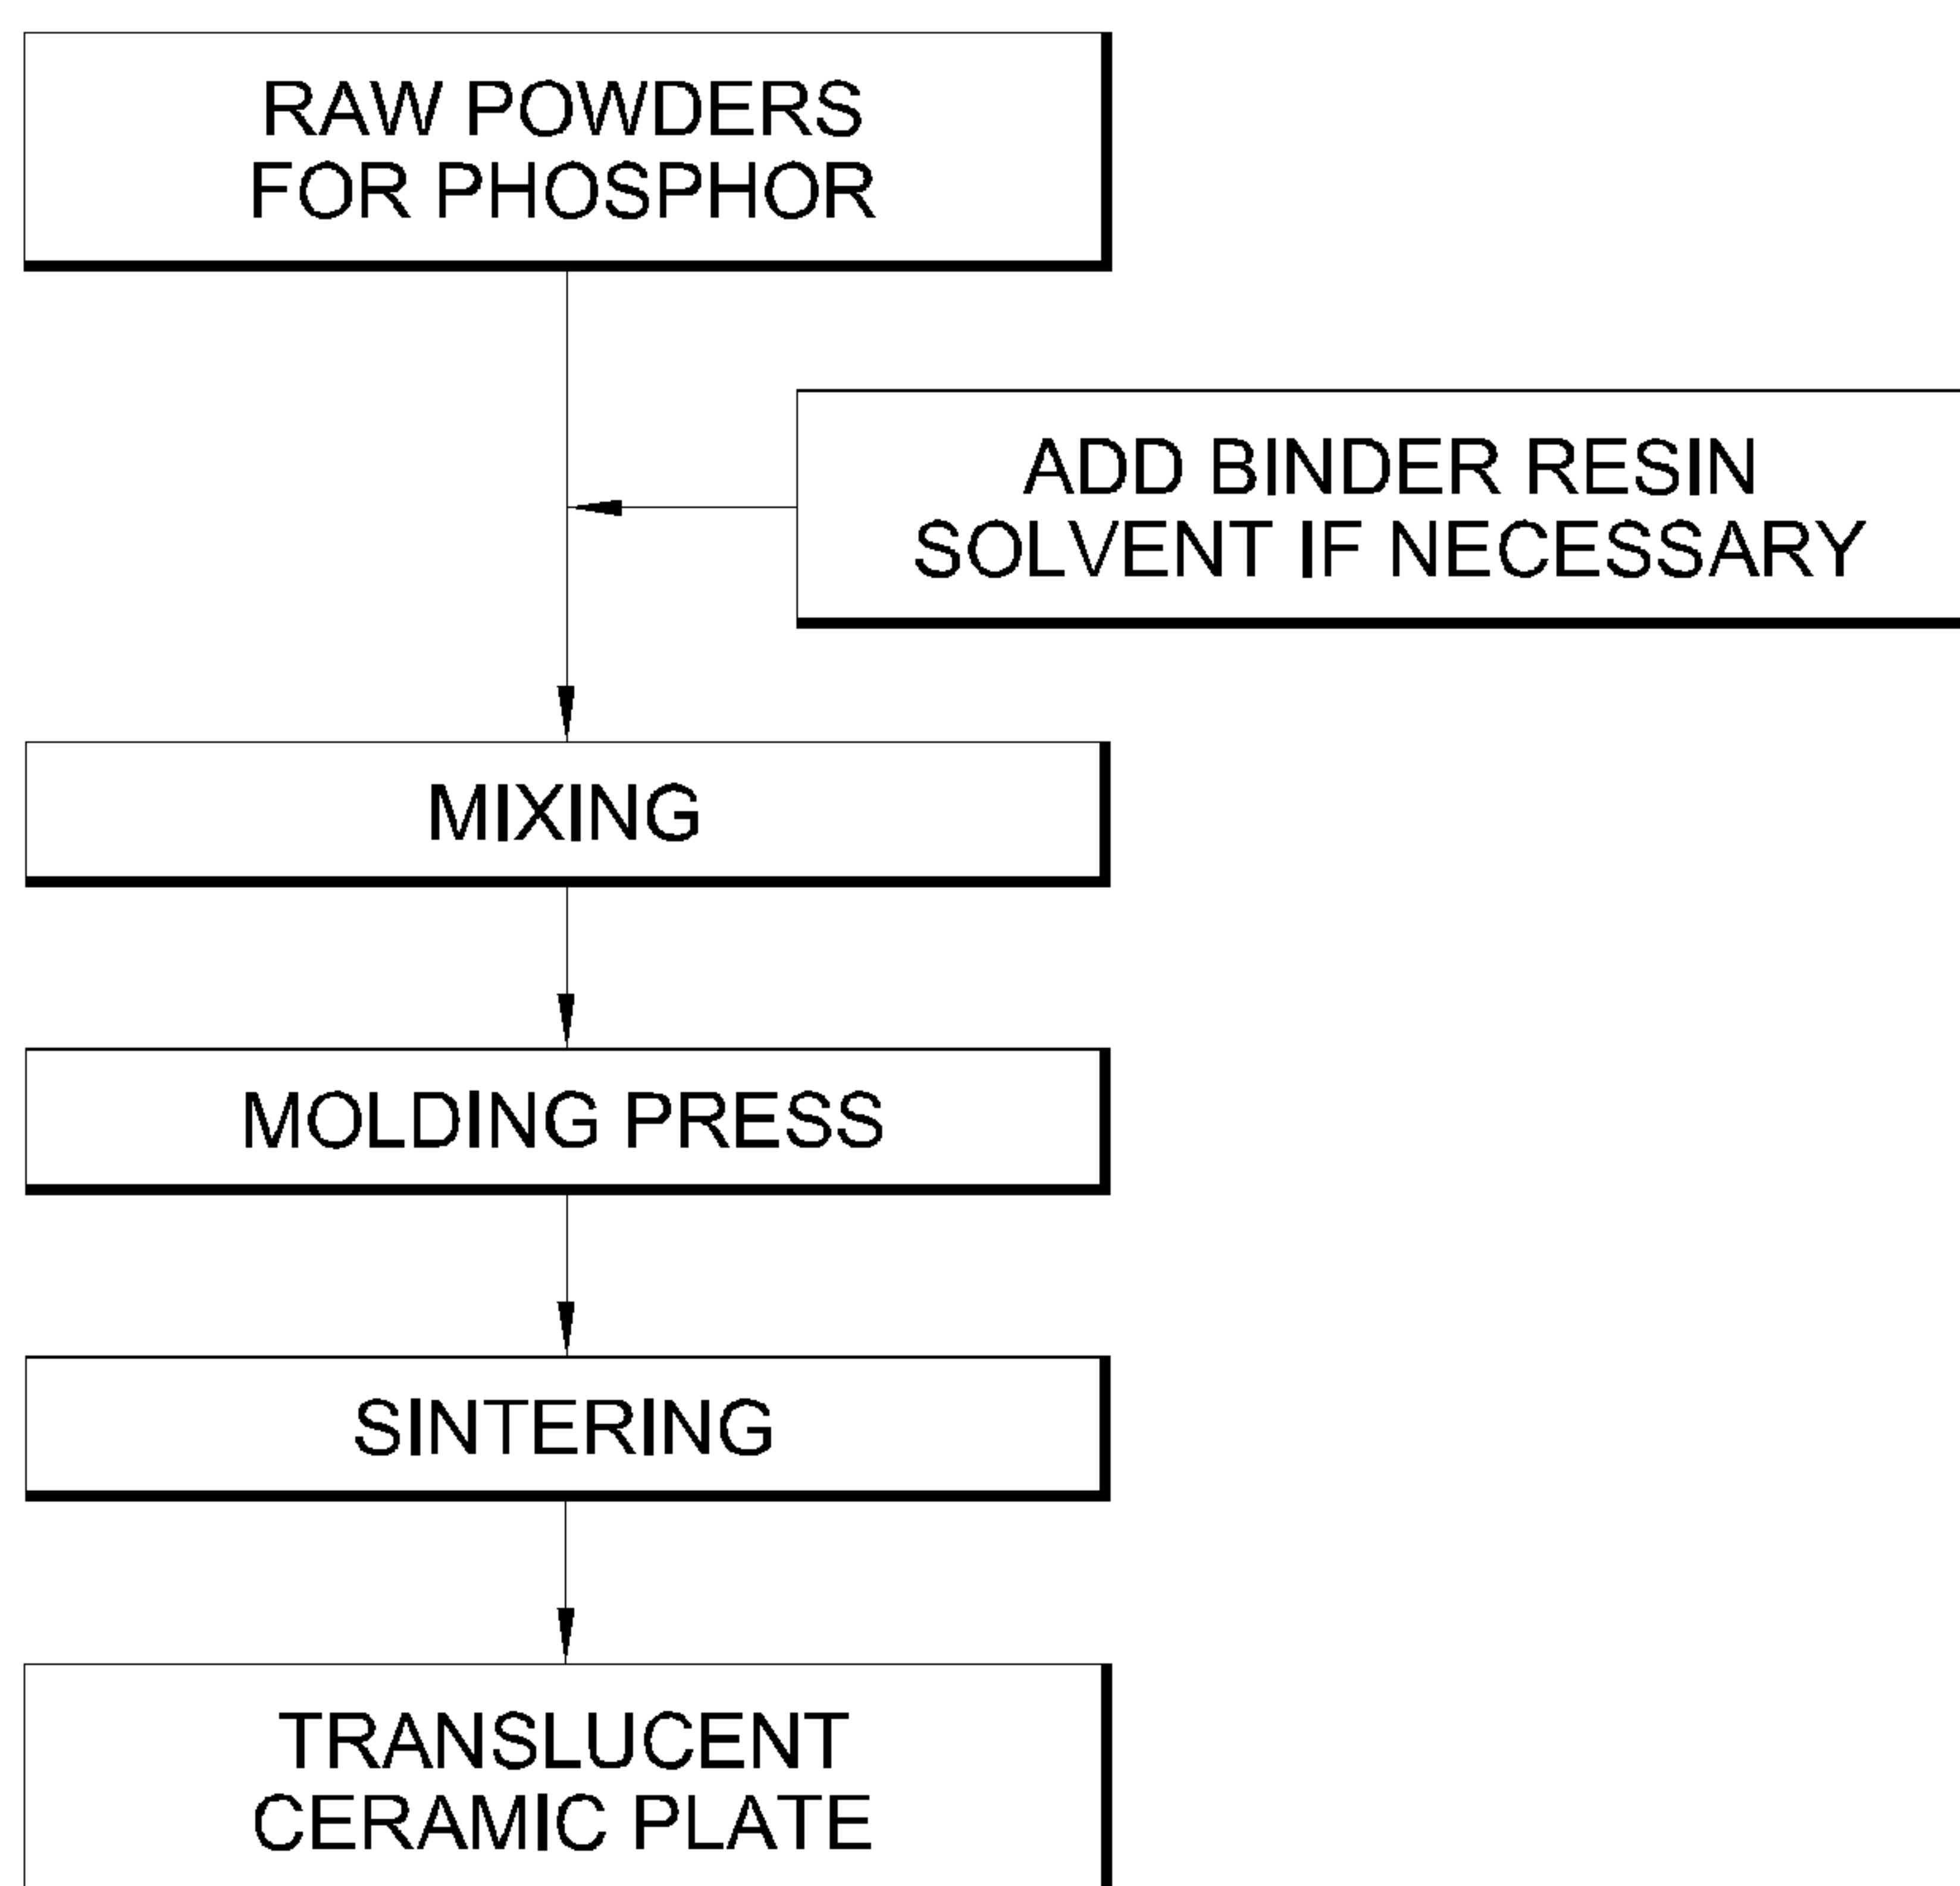 RAW POWDERS
FOR PHOSPHOR
ADD BINDER RESIN
SOLVENT IF NECESSARY
MIXING
MOLDING PRESS
SINTERING
TRANSLUCENT
CERAMIC PLATE